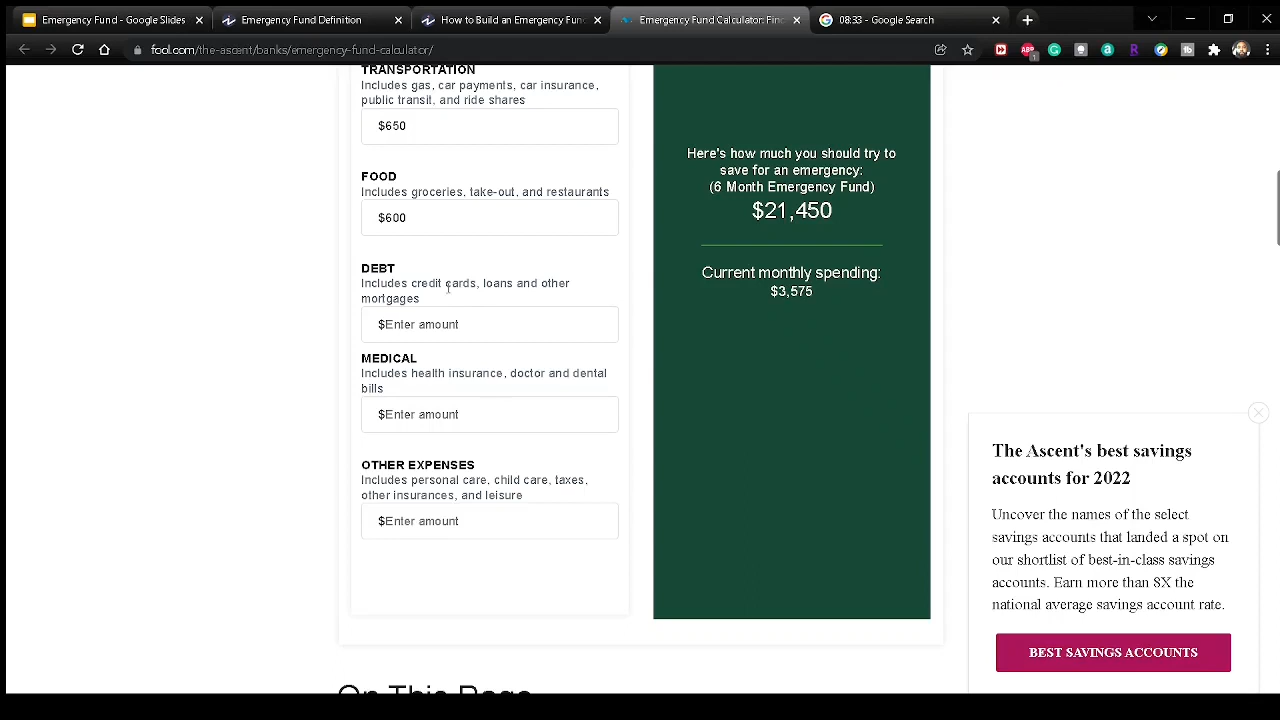 Emergency Fund - Google Slides
Emergency Fund Definition
How to Build an Emergency Fund
Emergency Fund Calculator: Finc
08:33 - Google Search
fool.com/the-ascent/banks/emergency-fund-calculator/
TRANSPORTATION
Includes gas, car payments, car insurance,
public transit, and ride shares
$650
FOOD
Includes groceries, take-out, and restaurants
$600
DEBT
Includes credit cards, loans and other
mortgages
$Enter amount
MEDICAL
Includes health insurance, doctor and dental
bills
$Enter amount
OTHER EXPENSES
Includes personal care, child care, taxes,
other insurances, and leisure
$Enter amount
Here's how much you should try to
save for an emergency:
(6 Month Emergency Fund)
$21,450
Current monthly spending:
$3,575
The Ascent's best savings
accounts for 2022
Uncover the names of the select
savings accounts that landed a spot on
our shortlist of best-in-class savings
accounts. Earn more than 8X the
national average savings account rate.
BEST SAVINGS ACCOUNTS
On This Page